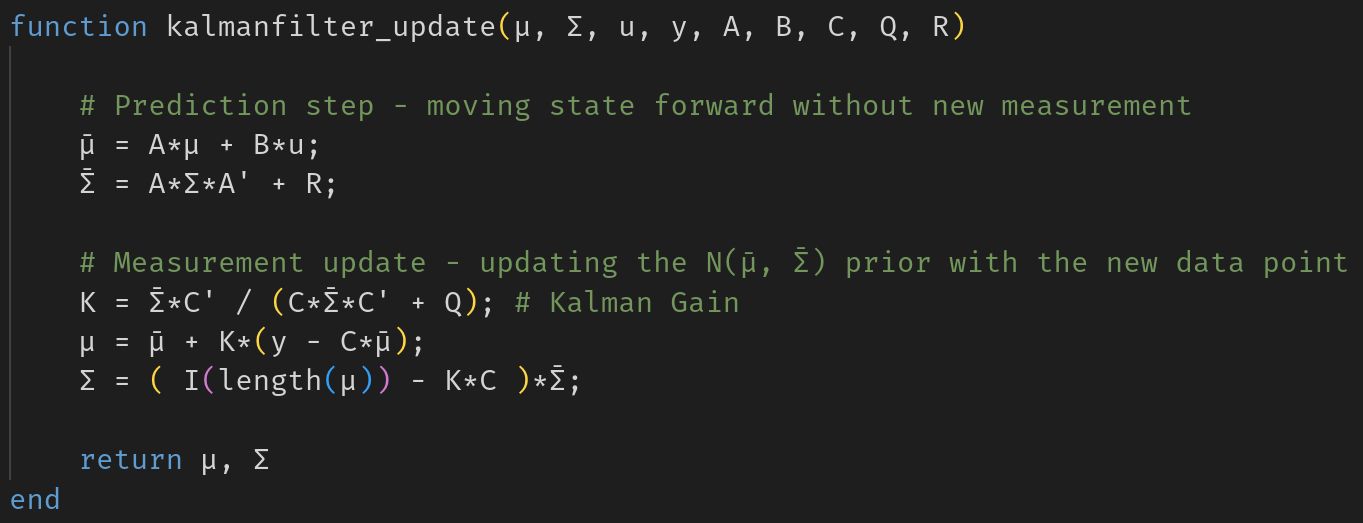 function kalmanfilter_update(μ, Σ, u, y, A, B, C, Q, R)
# Prediction step - moving state forward without new measurement
μ̄ = A*μ + B*u;
Σ̄ = A*Σ*A' + R;
# Measurement update - updating the N(μ̄, Σ̄) prior with the new data point
K = Σ̄*C' / (C*Σ̄*C' + Q); # Kalman Gain
μ = μ̄ + K*(y - C*μ̄);
Σ = ( I(length(μ)) - K*C )*Σ̄;
return μ, Σ
end